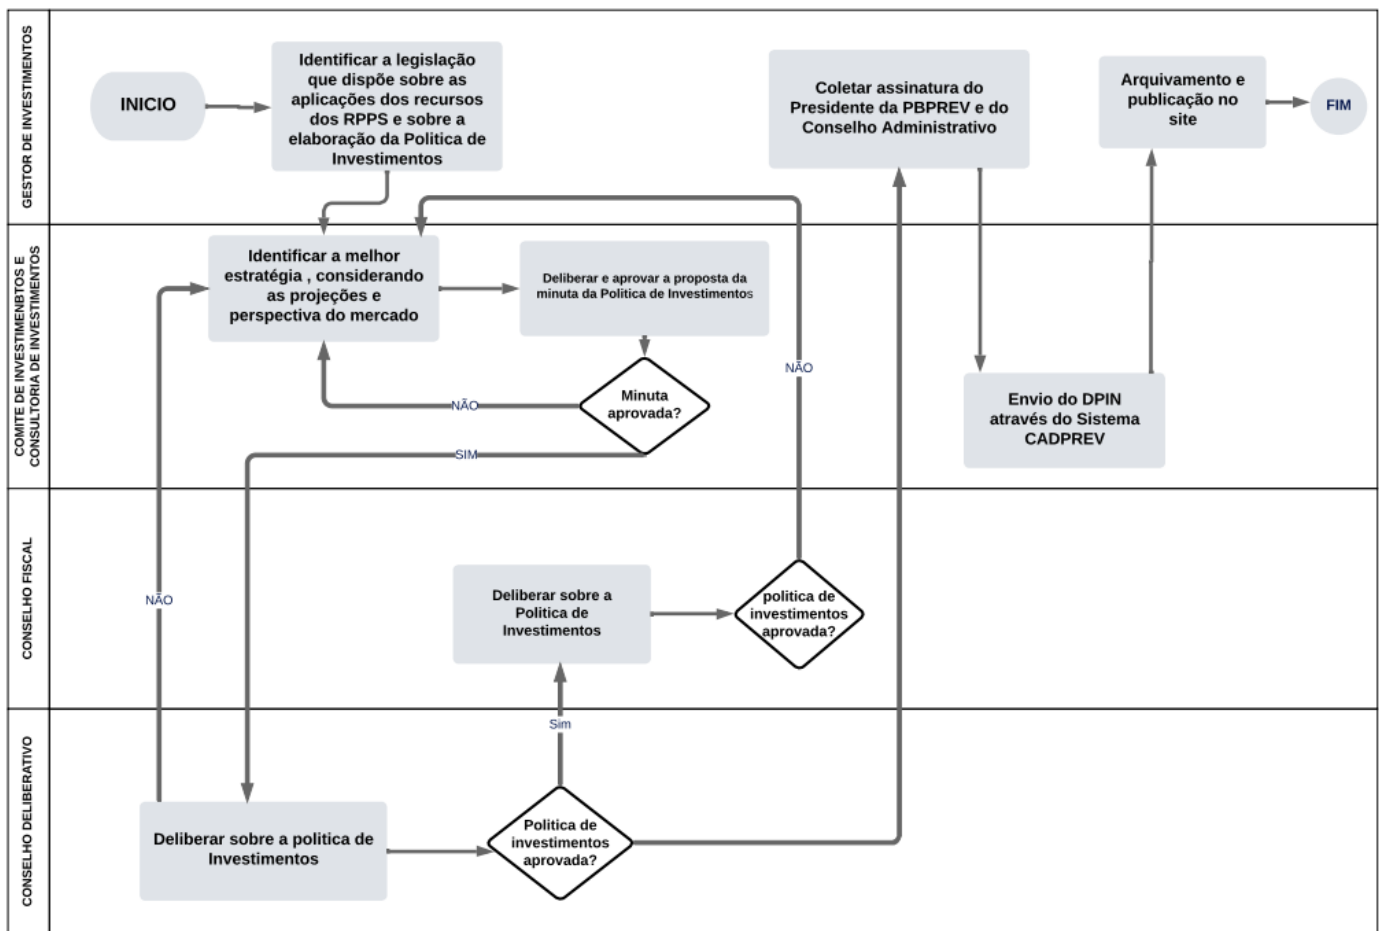 GESTOR DE INVESTIMENTOS
INICIO
Identificar a legislação
que dispõe sobre as
aplicações dos recursos
dos RPPS e sobre a
elaboração da Politica de
Investimentos
Coletar assinatura do
Presidente da PBPREV e do
Conselho Administrativo
Arquivamento e
publicação no
site
FIM
COMITE DE INVESTIMENBTOS E
CONSULTORIA DE INVESTIMENTOS
Identificar a melhor
estratégia , considerando
as projeções e
perspectiva do mercado
Deliberar e aprovar a proposta da
minuta da Politica de Investimentos
Minuta
aprovada?
NÃO
SIM
NÃO
Envio do DPIN
através do Sistema
CADPREV
CONSELHO FISCAL
NÃO
Deliberar sobre a
Politica de
Investimentos
politica de
investimentos
aprovada?
CONSELHO DELIBERATIVO
Sim
Deliberar sobre a politica de
Investimentos
Politica de
investimentos
aprovada?